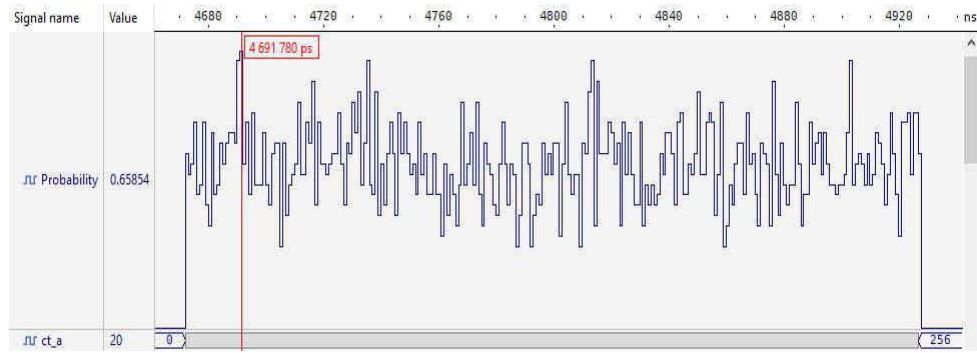 Signal name Value 4680 4720 4760 4800 4840 4880 4920 ns
4 691 780 ps
Probability 0.65854
ct_a 20 0 256